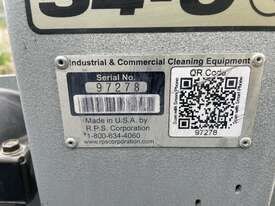 34-C
Industrial & Commercial Cleaning Equipment
Serial No.
97278
QR Code
Made in U.S.A. by
R.P.S. Corporation
1-800-634-4060
www.rpscorporation.com
97278